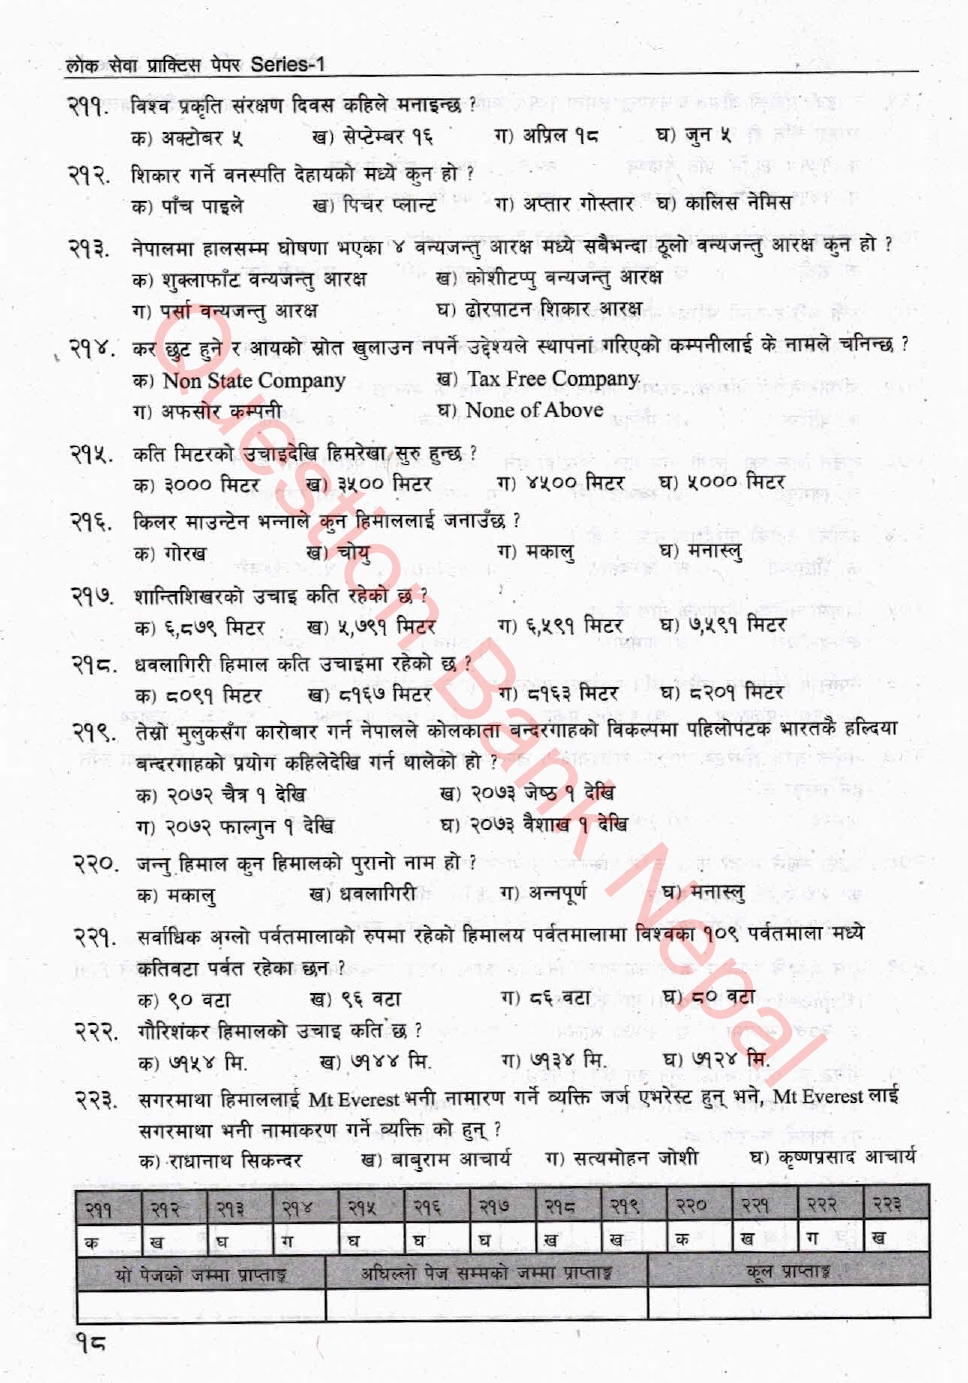 लोक सेवा प्राक्टिस पेपर Series-1
२११. विश्व प्रकृति संरक्षण दिवस कहिले मनाइन्छ ?
क) अक्टोबर ५ ख) सेप्टेम्बर १६ ग) अप्रिल १८ घ) जुन ५
२१२. शिकार गर्ने वनस्पति देहायको मध्ये कुन हो ?
क) पाँच पाइले ख) पिचर प्लान्ट ग) अप्तार गोस्तार घ) कालिस नेमिस
२१३. नेपालमा हालसम्म घोषणा भएका ४ वन्यजन्तु आरक्ष मध्ये सबैभन्दा ठूलो वन्यजन्तु आरक्ष कुन हो ?
क) शुक्लाफाँट वन्यजन्तु आरक्ष ख) कोशीटप्पु वन्यजन्तु आरक्ष
ग) पर्सा वन्यजन्तु आरक्ष घ) ढोरपाटन शिकार आरक्ष
२१४. कर छुट हुने र आयको स्रोत खुलाउन नपर्ने उद्देश्यले स्थापना गरिएको कम्पनीलाई के नामले चनिन्छ ?
क) Non State Company ख) Tax Free Company
ग) अफसोर कम्पनी घ) None of Above
२१५. कति मिटरको उचाइदेखि हिमरेखा सुरु हुन्छ ?
क) ३००० मिटर ख) ३५०० मिटर ग) ४५०० मिटर घ) ५००० मिटर
२१६. किलर माउन्टेन भन्नाले कुन हिमाललाई जनाउँछ ?
क) गोरख ख) चोयु ग) मकालु घ) मनास्लु
२१७. शान्तिशिखरको उचाइ कति रहेको छ ?
क) ६,८७९ मिटर ख) ५,७९१ मिटर ग) ६,५९१ मिटर घ) ७,५९१ मिटर
२१८. धवलागिरी हिमाल कति उचाइमा रहेको छ ?
क) ८०९१ मिटर ख) ८१६७ मिटर ग) ८१६३ मिटर घ) ८२०१ मिटर
२१९. तेस्रो मुलुकसँग कारोबार गर्न नेपालले कोलकाता बन्दरगाहको विकल्पमा पहिलोपटक भारतकै हल्दिया
बन्दरगाहको प्रयोग कहिलेदेखि गर्न थालेको हो ?
क) २०७२ चैत्र १ देखि ख) २०७३ जेष्ठ १ देखि
ग) २०७२ फाल्गुन १ देखि घ) २०७३ वैशाख १ देखि
२२०. जन्नु हिमाल कुन हिमालको पुरानो नाम हो ?
क) मकालु ख) धवलागिरी ग) अन्नपूर्ण घ) मनास्लु
२२१. सर्वाधिक अग्लो पर्वतमालाको रुपमा रहेको हिमालय पर्वतमालामा विश्वका १०९ पर्वतमाला मध्ये
कतिवटा पर्वत रहेका छन ?
क) ९० वटा ख) ९६ वटा ग) ८६ वटा घ) ८० वटा
२२२. गौरिशंकर हिमालको उचाइ कति छ ?
क) ७१५४ मि. ख) ७१४४ मि. ग) ७१३४ मि. घ) ७१२४ मि.
२२३. सगरमाथा हिमाललाई Mt Everest भनी नामारण गर्ने व्यक्ति जर्ज एभरेस्ट हुन् भने, Mt Everest लाई
सगरमाथा भनी नामाकरण गर्ने व्यक्ति को हुन् ?
क) राधानाथ सिकन्दर ख) बाबुराम आचार्य ग) सत्यमोहन जोशी घ) कृष्णप्रसाद आचार्य
२११ २१२ २१३ २१४ २१५ २१६ २१७ २१८ २१९ २२० २२१ २२२ २२३
क ख घ ग घ घ घ ख ख क ख ग ख
यो पेजको जम्मा प्राप्ताङ्क अघिल्लो पेज सम्मको जम्मा प्राप्ताङ्क कूल प्राप्ताङ्क
१८
Question Bank Nepal